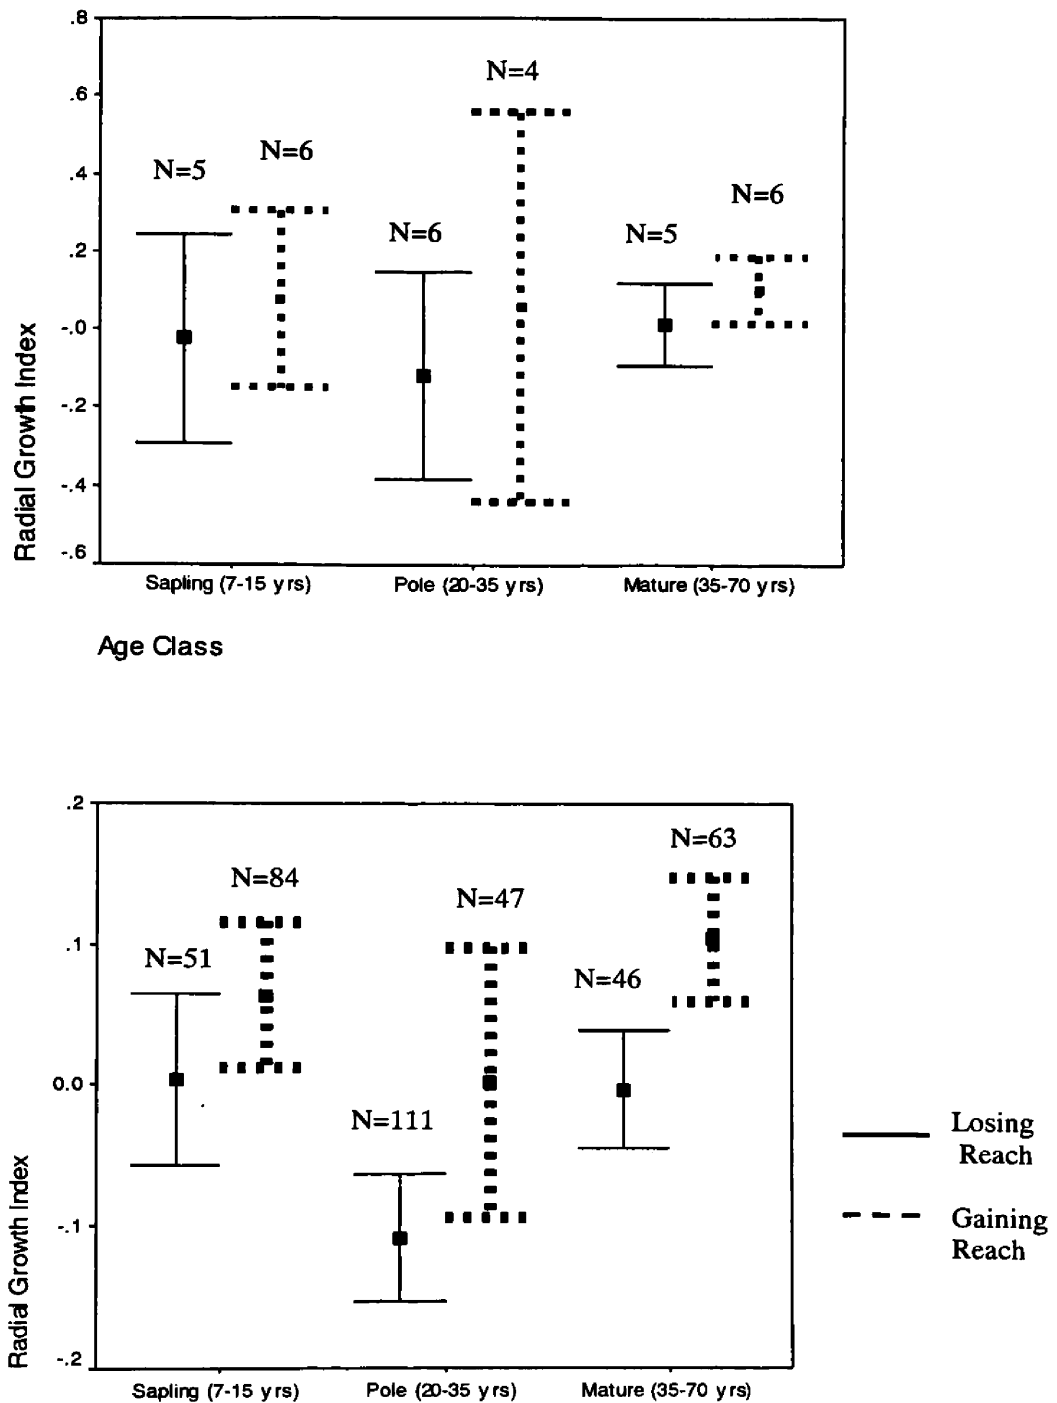 .8
N=4
.6
N=6
N=5
.4
N=6
N=6
N=5
.2
-.0
-.2
-.4
-.6
Radial Growth Index
Sapling (7-15 yrs)
Pole (20-35 yrs)
Mature (35-70 yrs)
Age Class
.2
N=63
N=84
N=47
.1
N=51
N=46
0.0
N=111
-.1
-.2
Radial Growth Index
Losing
Reach
Gaining
Reach
Sapling (7-15 yrs)
Pole (20-35 yrs)
Mature (35-70 yrs)